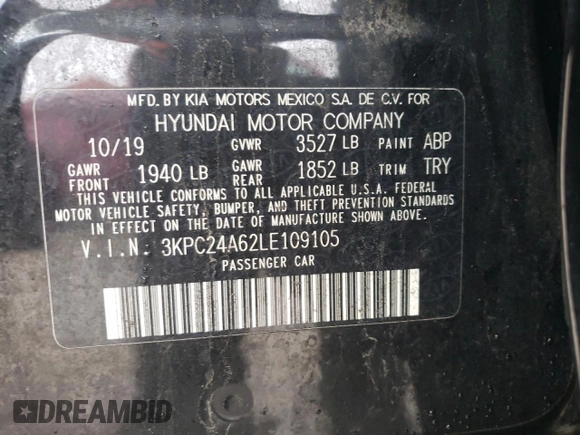 MFD. BY KIA MOTORS MEXICO S.A. DE C.V. FOR
HYUNDAI MOTOR COMPANY
10/19 GVWR 3527 LB PAINT ABP
GAWR FRONT 1940 LB GAWR REAR 1852 LB TRIM TRY
THIS VEHICLE CONFORMS TO ALL APPLICABLE U.S.A. FEDERAL
MOTOR VEHICLE SAFETY, BUMPER, AND THEFT PREVENTION STANDARDS
IN EFFECT ON THE DATE OF MANUFACTURE SHOWN ABOVE.
V.I.N: 3KPC24A62LE109105
PASSENGER CAR
DREAMBID